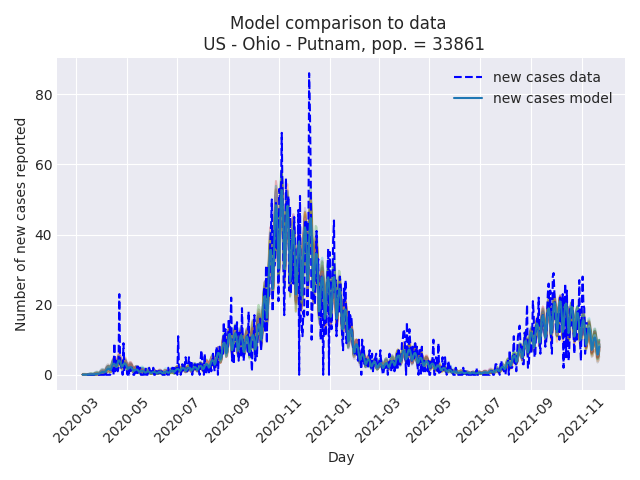 Model comparison to data
US - Ohio - Putnam, pop. = 33861
new cases data
new cases model
Number of new cases reported
80
60
40
20
0
2020-03
2020-05
2020-07
2020-09
2020-11
2021-01
2021-03
2021-05
2021-07
2021-09
2021-11
Day